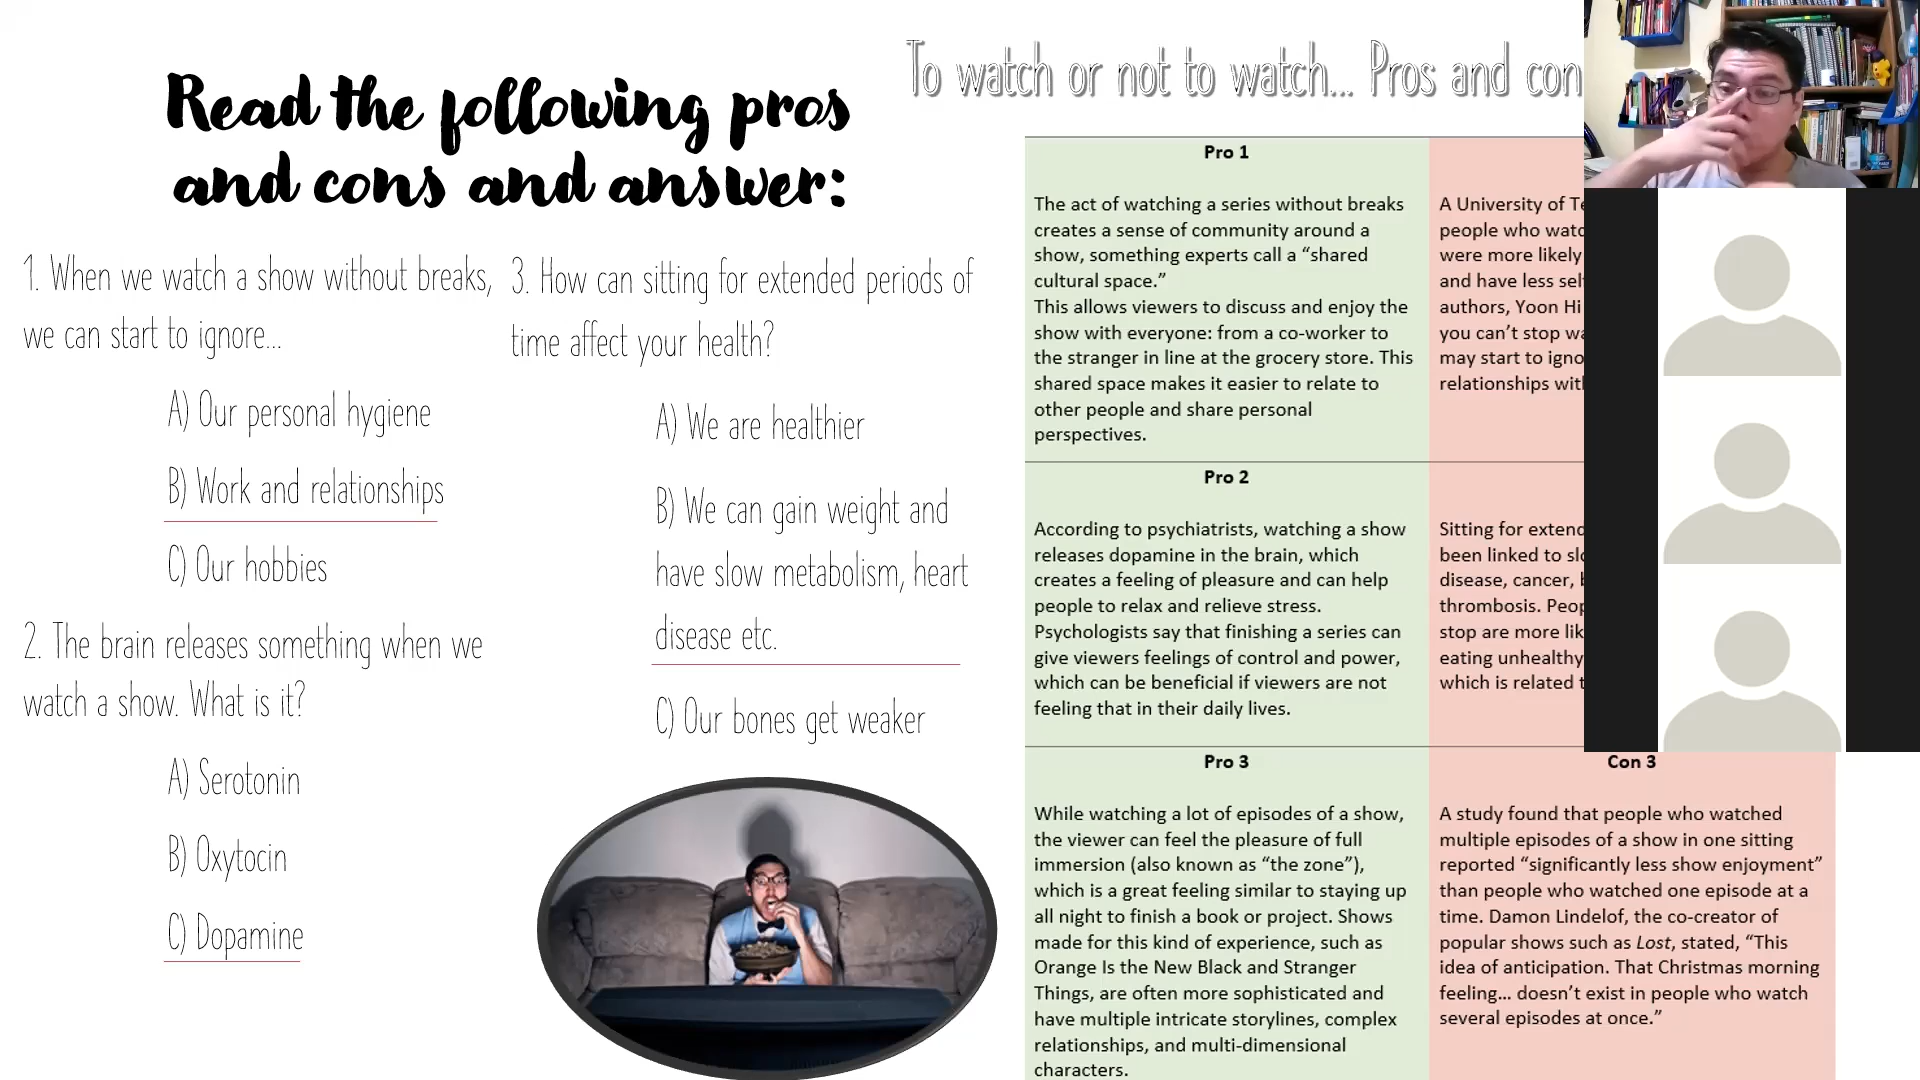 Read the following pros
and cons and answer:
1. When we watch a show without breaks,
we can start to ignore...
A) Our personal hygiene
B) Work and relationships
C) Our hobbies
2. The brain releases something when we
watch a show. What is it?
A) Serotonin
B) Oxytocin
C) Dopamine
3. How can sitting for extended periods of
time affect your health?
A) We are healthier
B) We can gain weight and
have slow metabolism, heart
disease etc.
C) Our bones get weaker
To watch or not to watch... Pros and con
Pro 1
The act of watching a series without breaks
creates a sense of community around a
show, something experts call a “shared
cultural space.”
This allows viewers to discuss and enjoy the
show with everyone: from a co-worker to
the stranger in line at the grocery store. This
shared space makes it easier to relate to
other people and share personal
perspectives.
A University of
people who
were more likely
and have less
authors, Yoon Hi
you can’t stop
may start to
relationships
Pro 2
According to psychiatrists, watching a show
releases dopamine in the brain, which
creates a feeling of pleasure and can help
people to relax and relieve stress.
Psychologists say that finishing a series can
give viewers feelings of control and power,
which can be beneficial if viewers are not
feeling that in their daily lives.
Sitting for
been linked to
disease, cancer,
thrombosis.
stop are more
eating unhealthy
which is related
Pro 3
While watching a lot of episodes of a show,
the viewer can feel the pleasure of full
immersion (also known as “the zone”),
which is a great feeling similar to staying up
all night to finish a book or project. Shows
made for this kind of experience, such as
Orange Is the New Black and Stranger
Things, are often more sophisticated and
have multiple intricate storylines, complex
relationships, and multi-dimensional
characters.
Con 3
A study found that people who watched
multiple episodes of a show in one sitting
reported “significantly less show enjoyment”
than people who watched one episode at a
time. Damon Lindelof, the co-creator of
popular shows such as Lost, stated, “This
idea of anticipation. That Christmas morning
feeling... doesn’t exist in people who watch
several episodes at once.”